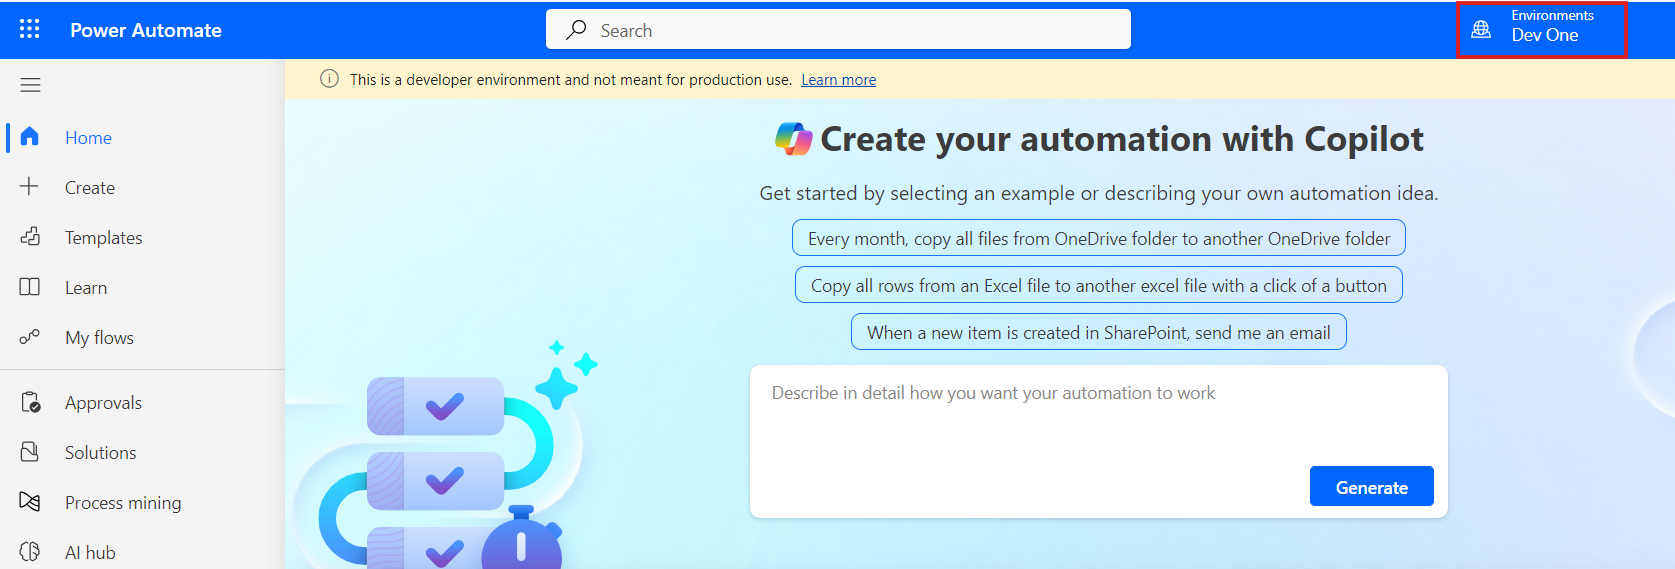 Power Automate
Search
Environments
Dev One
This is a developer environment and not meant for production use. Learn more
Home
Create
Templates
Learn
My flows
Approvals
Solutions
Process mining
AI hub
Create your automation with Copilot
Get started by selecting an example or describing your own automation idea.
Every month, copy all files from OneDrive folder to another OneDrive folder
Copy all rows from an Excel file to another excel file with a click of a button
When a new item is created in SharePoint, send me an email
Describe in detail how you want your automation to work
Generate